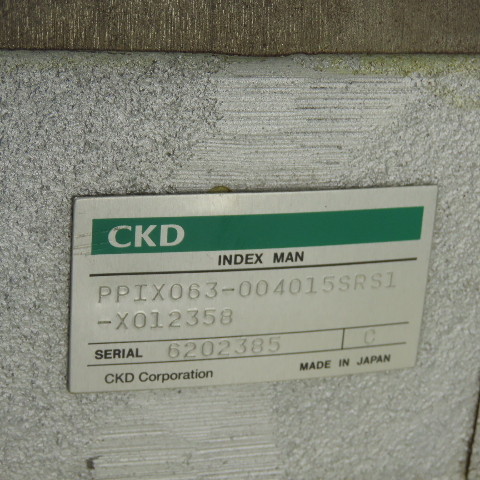 CKD
INDEX MAN
PPIX063-004015SRS1
-X012358
SERIAL 6202385 C
CKD Corporation MADE IN JAPAN